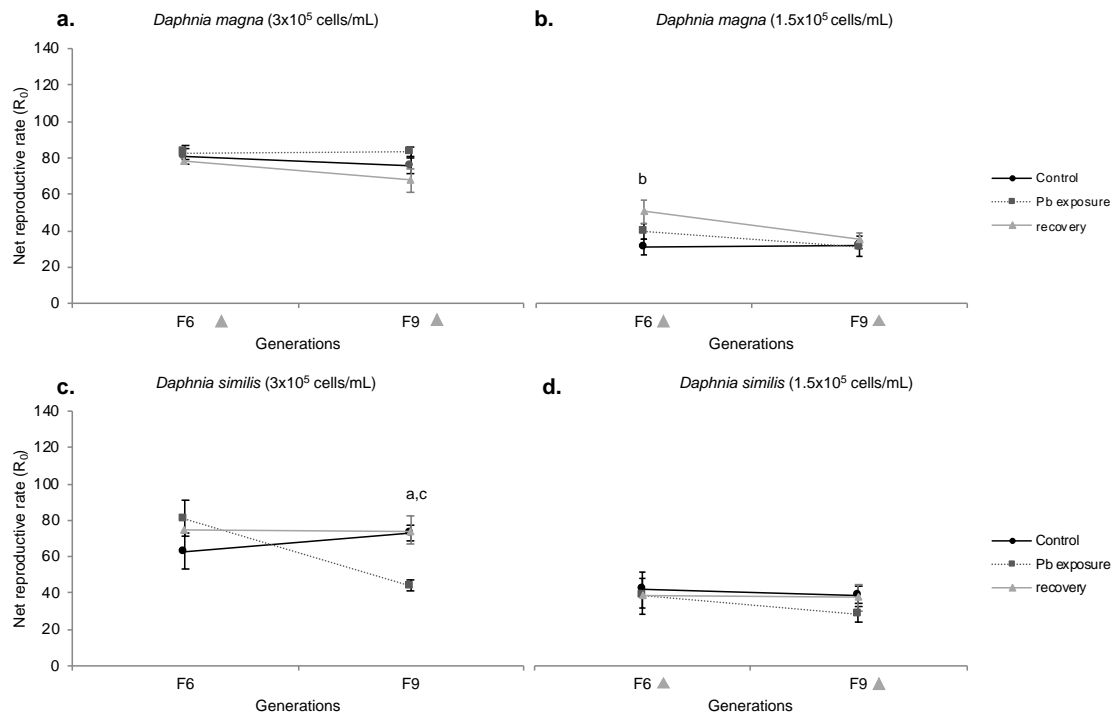 a.
Daphnia magna (3x10⁵ cells/mL)
Net reproductive rate (R₀)
140
120
100
80
60
40
20
0
F6
F9
Generations
b.
Daphnia magna (1.5x10⁵ cells/mL)
140
120
100
80
60
40
20
0
b
F6
F9
Generations
Control
Pb exposure
recovery
c.
Daphnia similis (3x10⁵ cells/mL)
Net reproductive rate (R₀)
140
120
100
80
60
40
20
0
a,c
F6
F9
Generations
d.
Daphnia similis (1.5x10⁵ cells/mL)
140
120
100
80
60
40
20
0
F6
F9
Generations
Control
Pb exposure
recovery